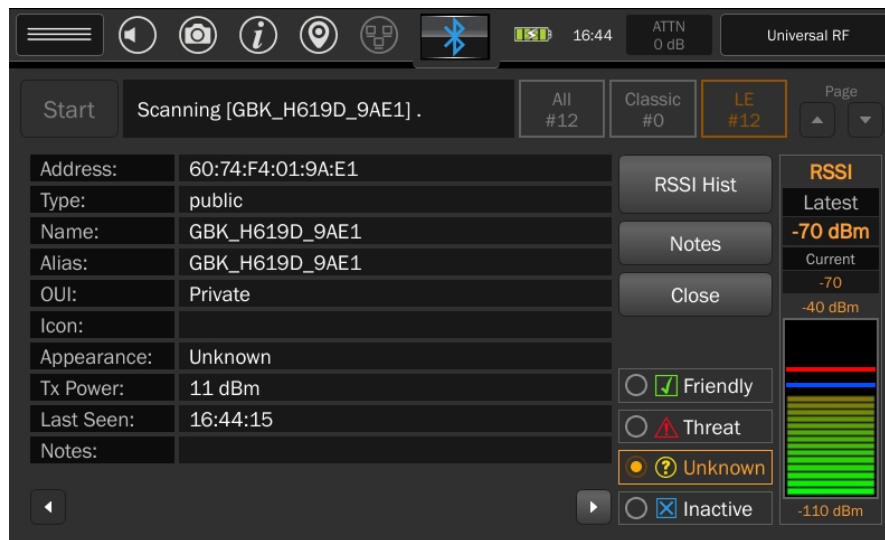 16:44
ATTN
0 dB
Universal RF
Start
Scanning [GBK_H619D_9AE1] .
All
#12
Classic
#0
LE
#12
Page
Address: 60:74:F4:01:9A:E1
Type: public
Name: GBK_H619D_9AE1
Alias: GBK_H619D_9AE1
OUI: Private
Icon:
Appearance: Unknown
Tx Power: 11 dBm
Last Seen: 16:44:15
Notes:
RSSI Hist
Notes
Close
Friendly
Threat
Unknown
Inactive
RSSI
Latest
-70 dBm
Current
-70
-40 dBm
-110 dBm